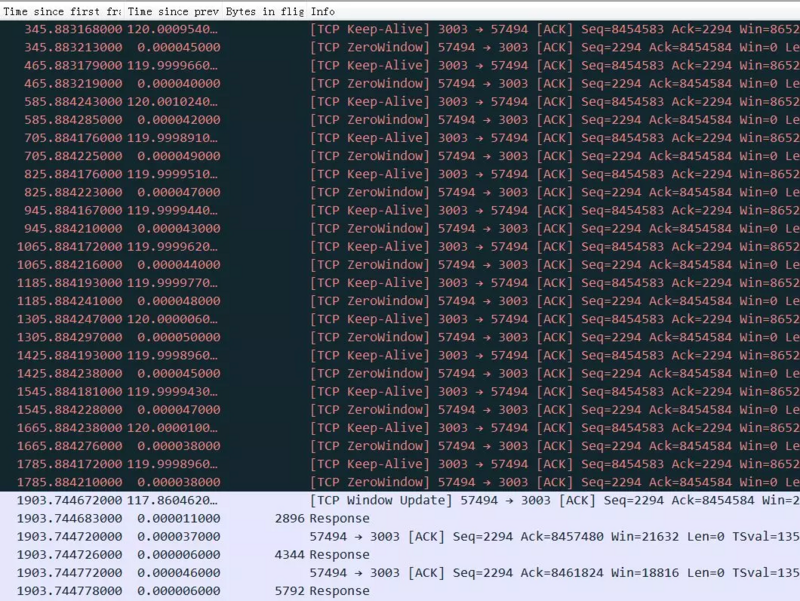 Time since first fra Time since prev Bytes in flig Info
345.883168000 120.0009540… [TCP Keep-Alive] 3003 → 57494 [ACK] Seq=8454583 Ack=2294 Win=8652
345.883213000 0.000045000 [TCP ZeroWindow] 57494 → 3003 [ACK] Seq=2294 Ack=8454584 Win=0 Le
465.883179000 119.9999660… [TCP Keep-Alive] 3003 → 57494 [ACK] Seq=8454583 Ack=2294 Win=8652
465.883219000 0.000040000 [TCP ZeroWindow] 57494 → 3003 [ACK] Seq=2294 Ack=8454584 Win=0 Le
585.884243000 120.0010240… [TCP Keep-Alive] 3003 → 57494 [ACK] Seq=8454583 Ack=2294 Win=8652
585.884285000 0.000042000 [TCP ZeroWindow] 57494 → 3003 [ACK] Seq=2294 Ack=8454584 Win=0 Le
705.884176000 119.9998910… [TCP Keep-Alive] 3003 → 57494 [ACK] Seq=8454583 Ack=2294 Win=8652
705.884225000 0.000049000 [TCP ZeroWindow] 57494 → 3003 [ACK] Seq=2294 Ack=8454584 Win=0 Le
825.884176000 119.9999510… [TCP Keep-Alive] 3003 → 57494 [ACK] Seq=8454583 Ack=2294 Win=8652
825.884223000 0.000047000 [TCP ZeroWindow] 57494 → 3003 [ACK] Seq=2294 Ack=8454584 Win=0 Le
945.884167000 119.9999440… [TCP Keep-Alive] 3003 → 57494 [ACK] Seq=8454583 Ack=2294 Win=8652
945.884210000 0.000043000 [TCP ZeroWindow] 57494 → 3003 [ACK] Seq=2294 Ack=8454584 Win=0 Le
1065.884172000 119.9999620… [TCP Keep-Alive] 3003 → 57494 [ACK] Seq=8454583 Ack=2294 Win=8652
1065.884216000 0.000044000 [TCP ZeroWindow] 57494 → 3003 [ACK] Seq=2294 Ack=8454584 Win=0 Le
1185.884193000 119.9999770… [TCP Keep-Alive] 3003 → 57494 [ACK] Seq=8454583 Ack=2294 Win=8652
1185.884241000 0.000048000 [TCP ZeroWindow] 57494 → 3003 [ACK] Seq=2294 Ack=8454584 Win=0 Le
1305.884247000 120.0000060… [TCP Keep-Alive] 3003 → 57494 [ACK] Seq=8454583 Ack=2294 Win=8652
1305.884297000 0.000050000 [TCP ZeroWindow] 57494 → 3003 [ACK] Seq=2294 Ack=8454584 Win=0 Le
1425.884193000 119.9998960… [TCP Keep-Alive] 3003 → 57494 [ACK] Seq=8454583 Ack=2294 Win=8652
1425.884238000 0.000045000 [TCP ZeroWindow] 57494 → 3003 [ACK] Seq=2294 Ack=8454584 Win=0 Le
1545.884181000 119.9999430… [TCP Keep-Alive] 3003 → 57494 [ACK] Seq=8454583 Ack=2294 Win=8652
1545.884228000 0.000047000 [TCP ZeroWindow] 57494 → 3003 [ACK] Seq=2294 Ack=8454584 Win=0 Le
1665.884238000 120.0000100… [TCP Keep-Alive] 3003 → 57494 [ACK] Seq=8454583 Ack=2294 Win=8652
1665.884276000 0.000038000 [TCP ZeroWindow] 57494 → 3003 [ACK] Seq=2294 Ack=8454584 Win=0 Le
1785.884172000 119.9998960… [TCP Keep-Alive] 3003 → 57494 [ACK] Seq=8454583 Ack=2294 Win=8652
1785.884210000 0.000038000 [TCP ZeroWindow] 57494 → 3003 [ACK] Seq=2294 Ack=8454584 Win=0 Le
1903.744672000 117.8604620… [TCP Window Update] 57494 → 3003 [ACK] Seq=2294 Ack=8454584 Win=2
1903.744683000 0.000011000 2896 Response
1903.744720000 0.000037000 57494 → 3003 [ACK] Seq=2294 Ack=8457480 Win=21632 Len=0 TSval=135
1903.744726000 0.000006000 4344 Response
1903.744772000 0.000046000 57494 → 3003 [ACK] Seq=2294 Ack=8461824 Win=18816 Len=0 TSval=135
1903.744778000 0.000006000 5792 Response